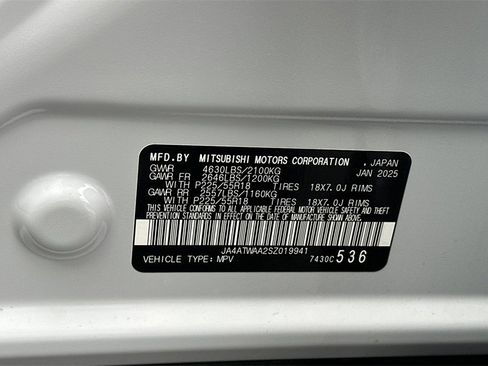 MFD.BY MITSUBISHI MOTORS CORPORATION , JAPAN
GVWR 4630LBS/2100KG JAN 2025
GAWR 2646LBS/1200KG
WITH P225/55R18 TIRES 18X7.0J RIMS
GAWR 2557LBS/1160KG
WITH P225/55R18 TIRES 18X7.0J RIMS
THIS VEHICLE CONFORMS TO ALL APPLICABLE
FEDERAL MOTOR VEHICLE SAFETY BUMPER AND THEFT
PREVENTION STANDARDS IN EFFECT ON THE DATE OF
MANUFACTURE SHOWN ABOVE.
JA4ATWAA2SZ019941
VEHICLE TYPE: MPV 7430C 536